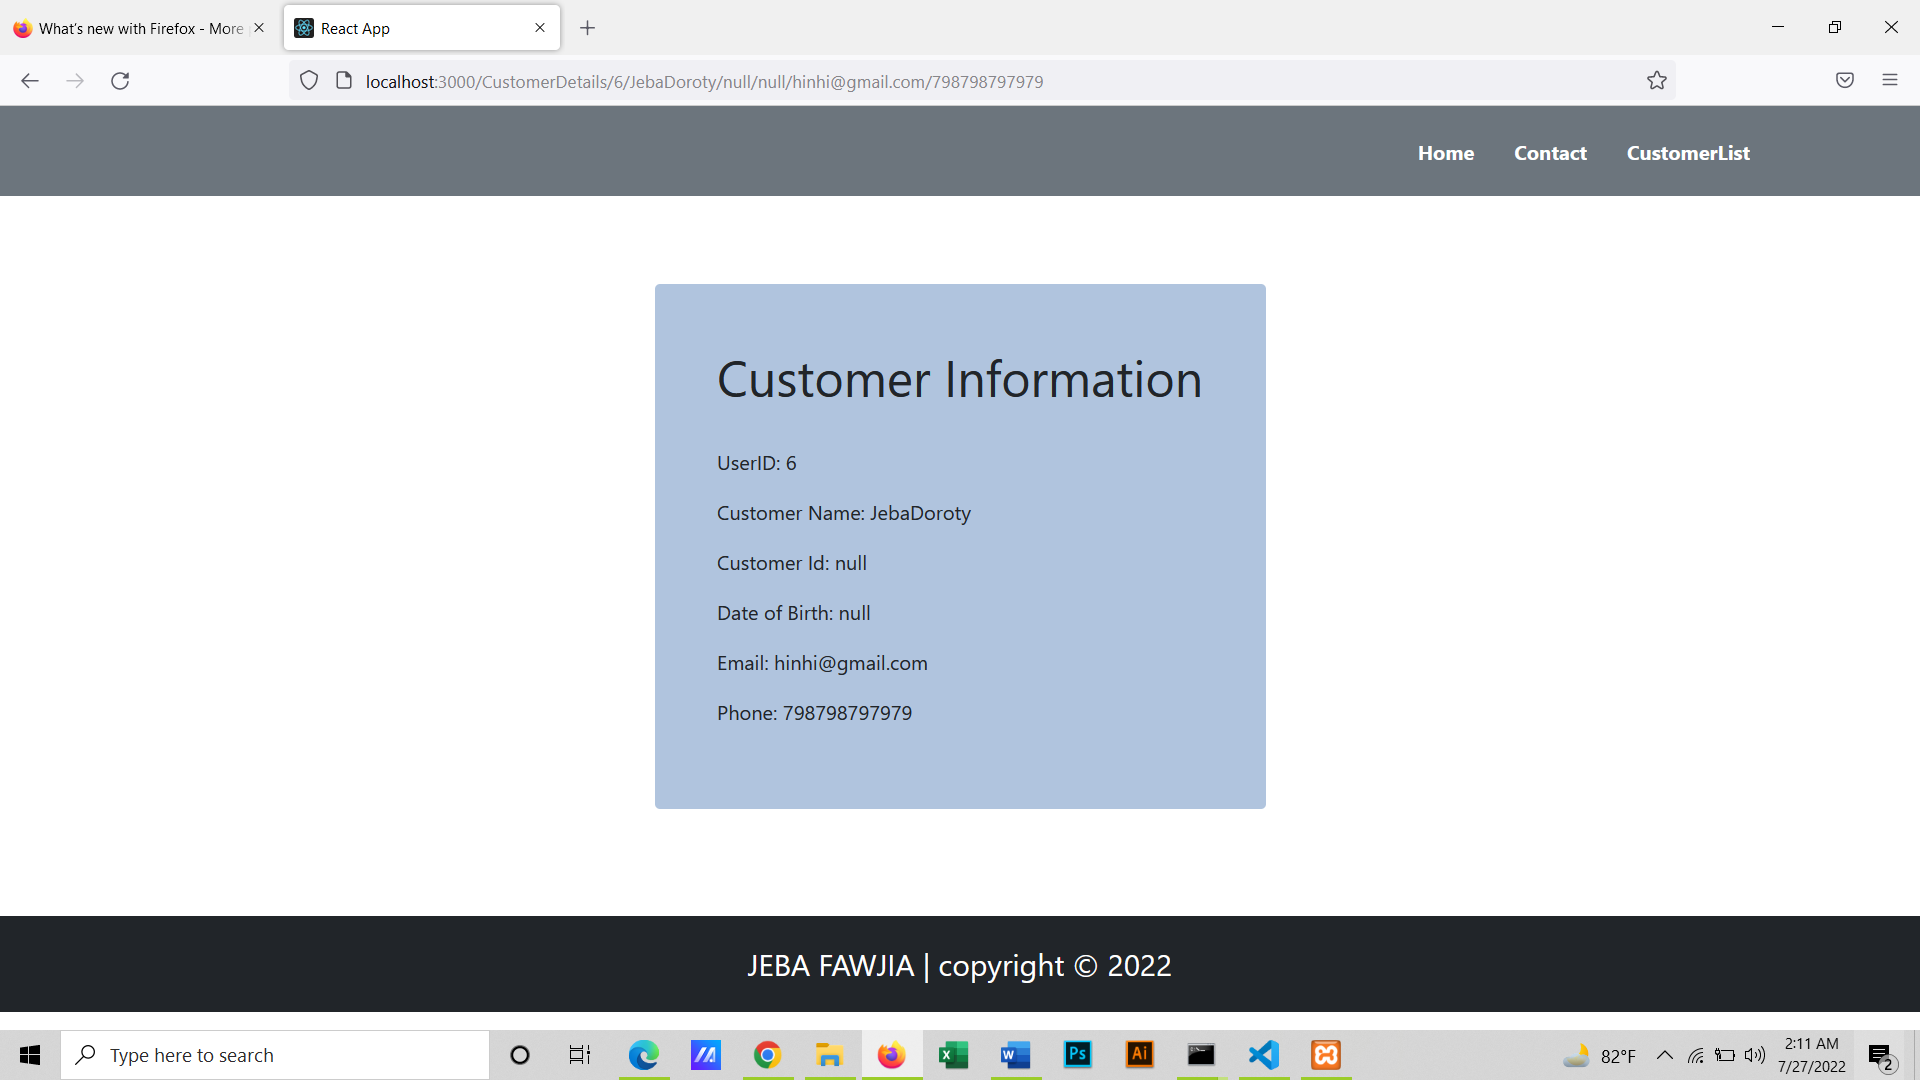 What's new with Firefox - More
React App
localhost:3000/CustomerDetails/6/JebaDoroty/null/null/hinhi@gmail.com/798798797979
Home Contact CustomerList
Customer Information
UserID: 6
Customer Name: JebaDoroty
Customer Id: null
Date of Birth: null
Email: hinhi@gmail.com
Phone: 798798797979
JEBA FAWJIA | copyright © 2022
Type here to search
Ps
Ai
82°F
2:11 AM
7/27/2022
2